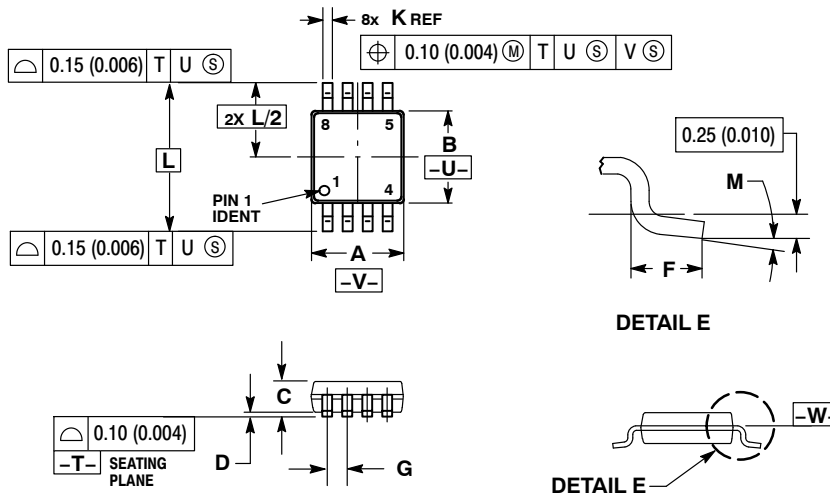 8x K REF
⌖ 0.10 (0.004) Ⓜ T U Ⓢ V Ⓢ
⌓ 0.15 (0.006) T U Ⓢ
2X L/2
8 5
B
–U–
L
PIN 1
IDENT
1 4
⌓ 0.15 (0.006) T U Ⓢ
A
–V–
0.25 (0.010)
M
F
DETAIL E
C
⌓ 0.10 (0.004)
–T– SEATING
PLANE
D
G
–W–
DETAIL E